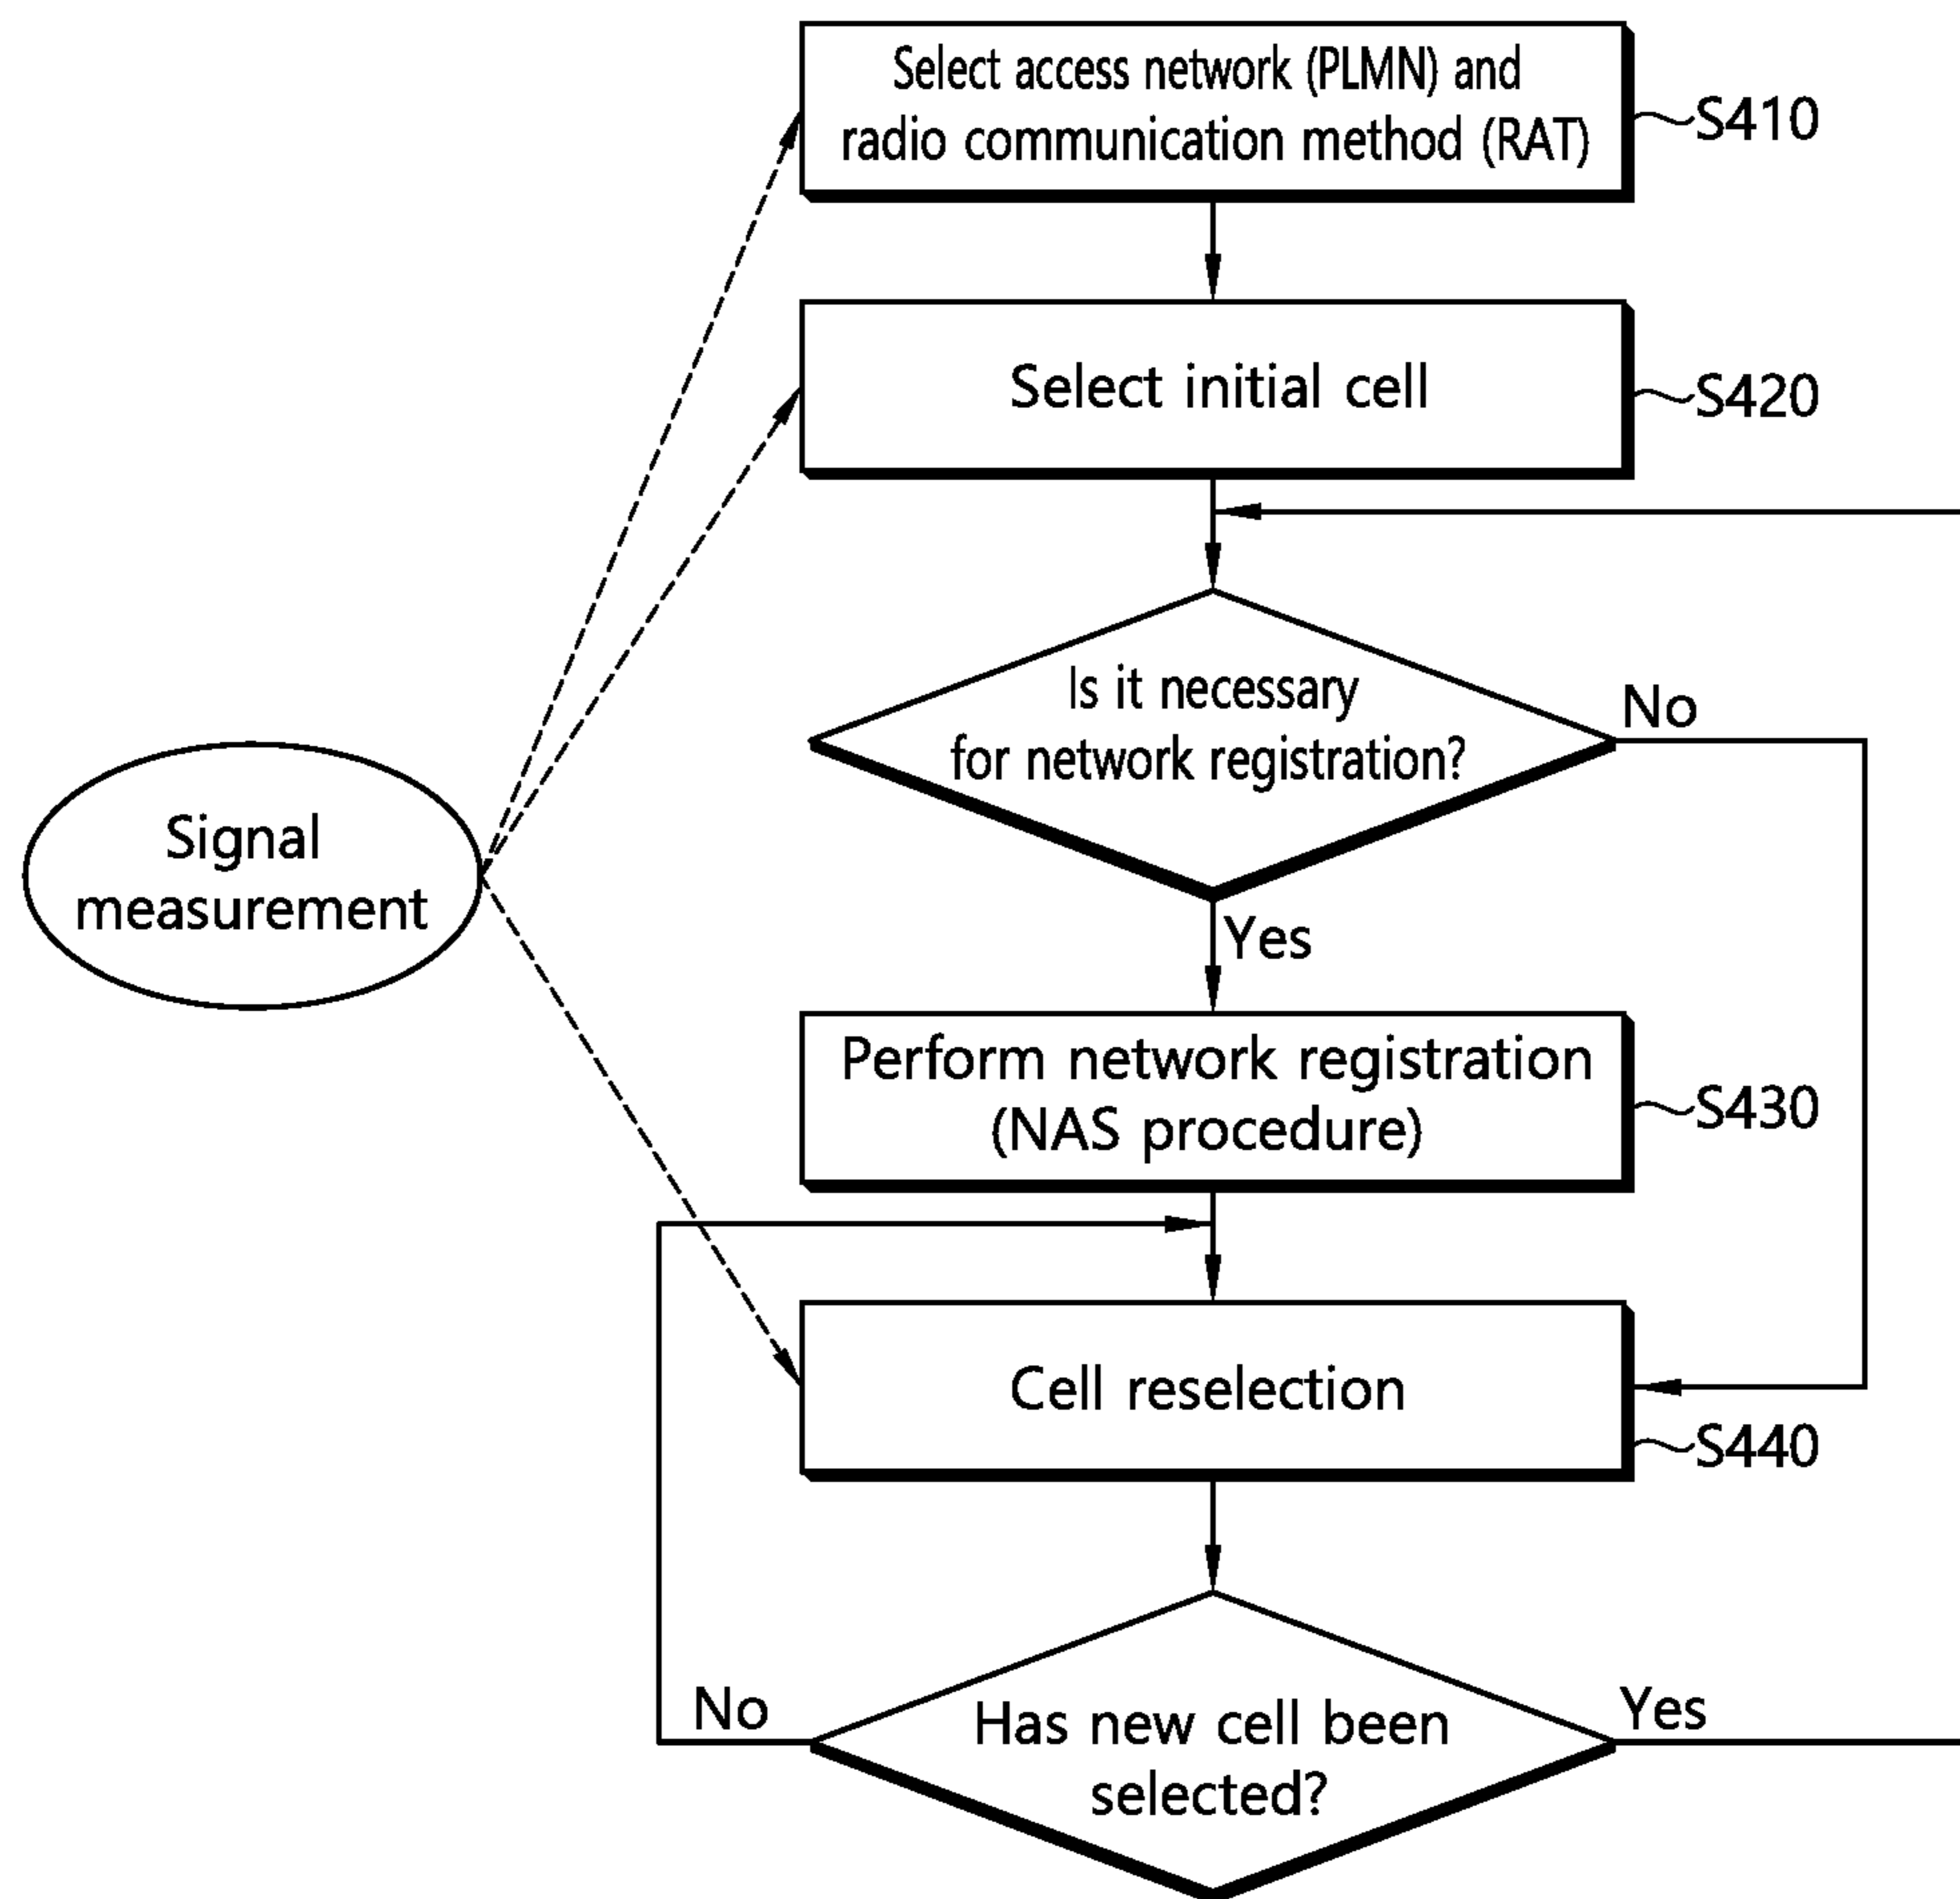 Select access network (PLMN) and
radio communication method (RAT)
S410
Select initial cell
S420
Is it necessary
for network registration?
No
Yes
Signal
measurement
Perform network registration
(NAS procedure)
S430
Cell reselection
S440
No
Has new cell been
selected?
Yes